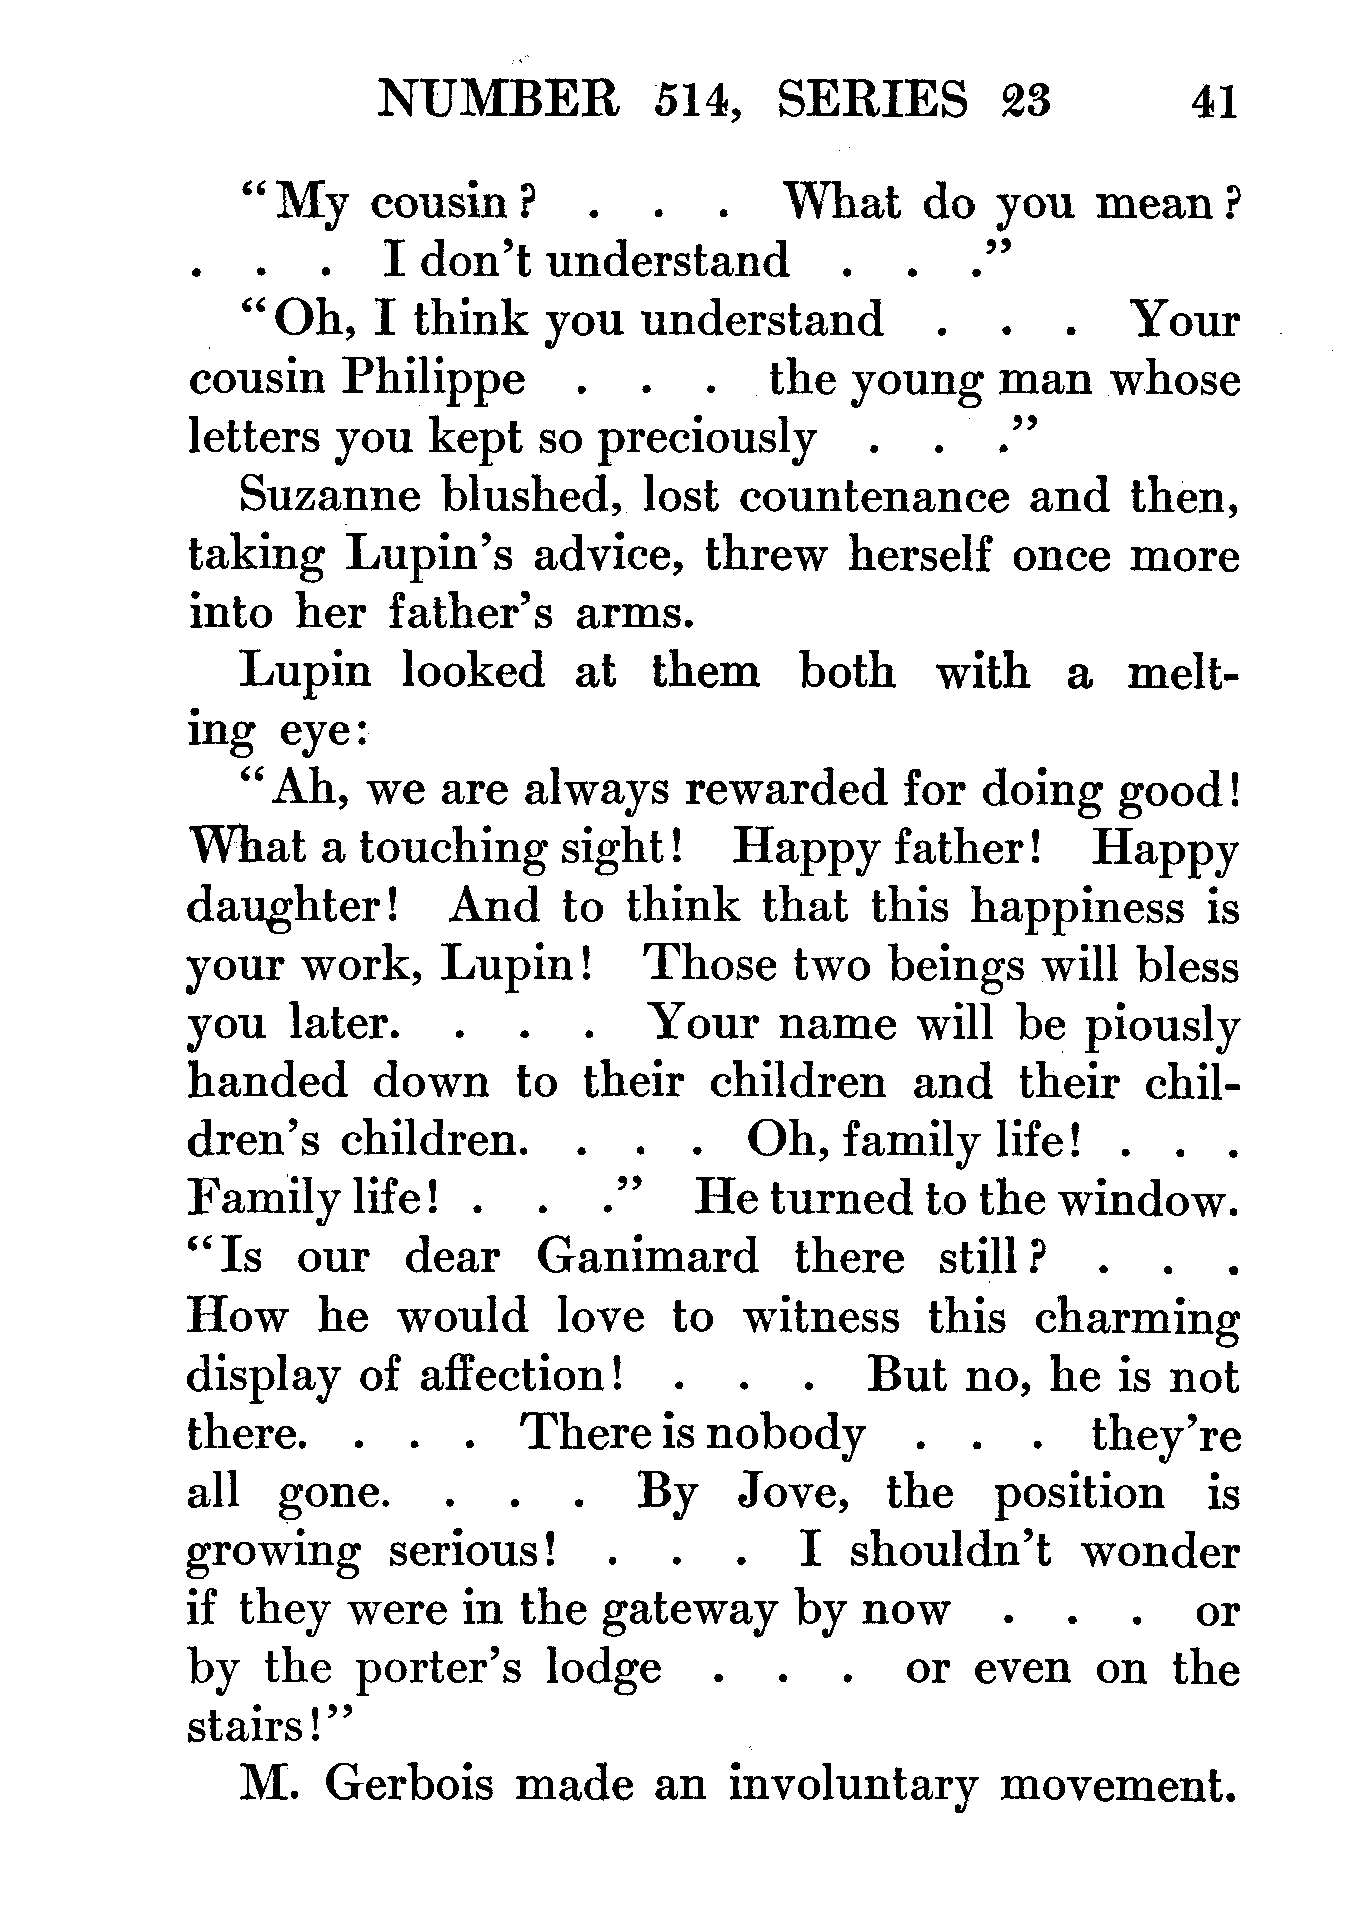 NUMBER 514, SERIES 23 41
“My cousin? . . . What do you mean?
. . . I don’t understand . . .”
“Oh, I think you understand . . . Your
cousin Philippe . . . the young man whose
letters you kept so preciously . . .”
Suzanne blushed, lost countenance and then,
taking Lupin’s advice, threw herself once more
into her father’s arms.
Lupin looked at them both with a melt-
ing eye:
“Ah, we are always rewarded for doing good!
What a touching sight! Happy father! Happy
daughter! And to think that this happiness is
your work, Lupin! Those two beings will bless
you later. . . . Your name will be piously
handed down to their children and their chil-
dren’s children. . . . Oh, family life! . . .
Family life! . . .” He turned to the window.
“Is our dear Ganimard there still? . . .
How he would love to witness this charming
display of affection! . . . But no, he is not
there. . . . There is nobody . . . they’re
all gone. . . . By Jove, the position is
growing serious! . . . I shouldn’t wonder
if they were in the gateway by now . . . or
by the porter’s lodge . . . or even on the
stairs!”
M. Gerbois made an involuntary movement.